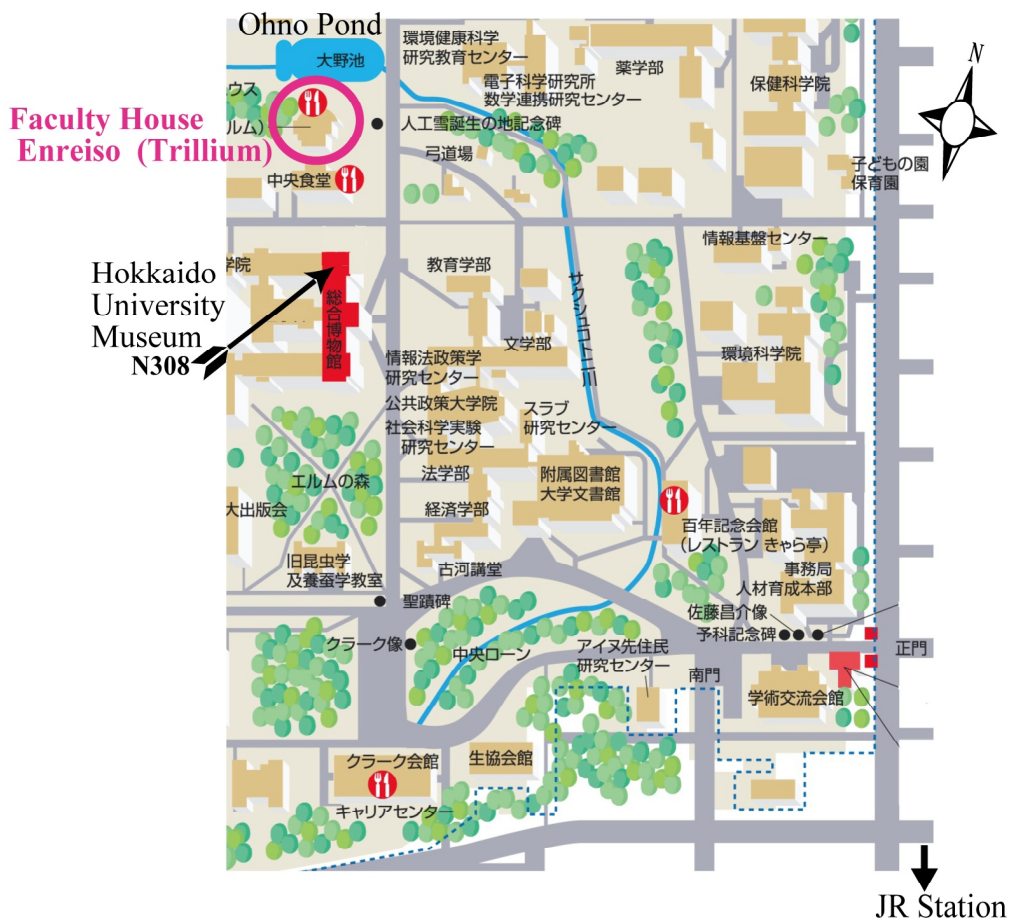 Ohno Pond
大野池
環境健康科学
研究教育センター
電子科学研究所
数学連携研究センター
薬学部
保健科学院
N
ウス
Faculty House
Enreiso (Trillium)
ルム）
人工雪誕生の地記念碑
弓道場
中央食堂
子どもの園
保育園
情報基盤センター
学院
教育学部
サクシュコトニ川
Hokkaido
University
Museum
N308
総合博物館
文学部
環境科学院
情報法政策学
研究センター
公共政策大学院
社会科学実験
研究センター
スラブ
研究センター
法学部
附属図書館
大学文書館
エルムの森
大出版会
経済学部
百年記念会館
（レストラン きゃら亭）
旧昆虫学
及養蚕学教室
古河講堂
事務局
人材育成本部
聖蹟碑
佐藤昌介像
予科記念碑
クラーク像
中央ローン
アイヌ先住民
研究センター
南門
正門
学術交流会館
クラーク会館
生協会館
キャリアセンター
JR Station